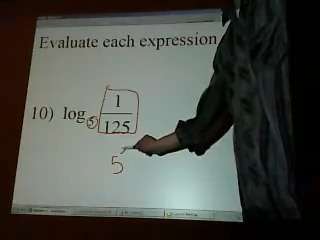 Evaluate each expression
10) log₅ 1/125
5